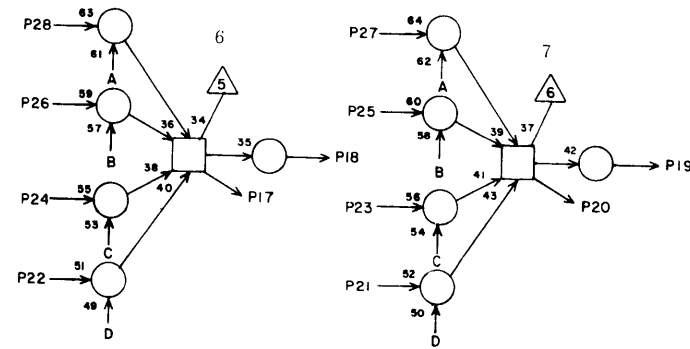 P28 63 6
61
A
5
P26 59
57 36 34
B 35 P18
38
40
P24 55 P17
53
C
P22 51
49
D
P27 64 7
62
A
6
P25 60
58 39 37
B 42 P19
41
43
P23 56 P20
54
C
P21 52
50
D